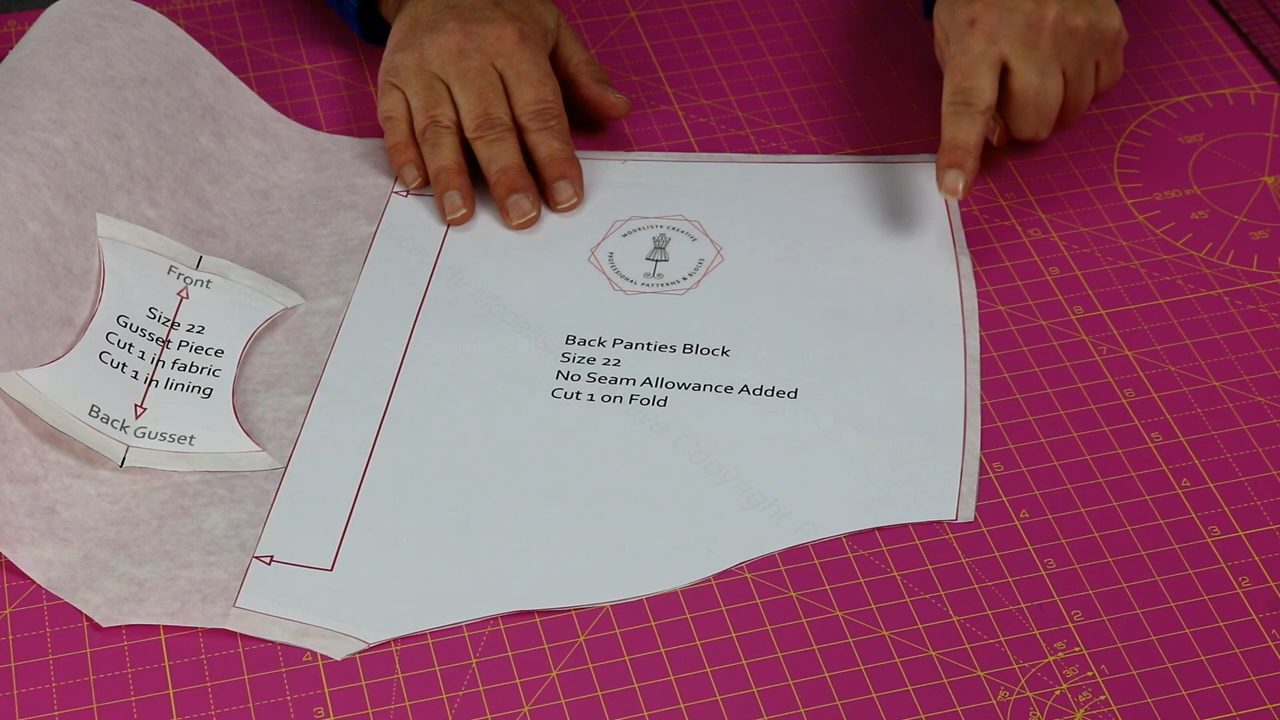 Front
Size 22
Gusset Piece
Cut 1 in fabric
Cut 1 in lining
Back Gusset
MODELISTE CREATIVE
PROFESSIONAL PATTERNS & BLOCKS
Back Panties Block
Size 22
No Seam Allowance Added
Cut 1 on Fold